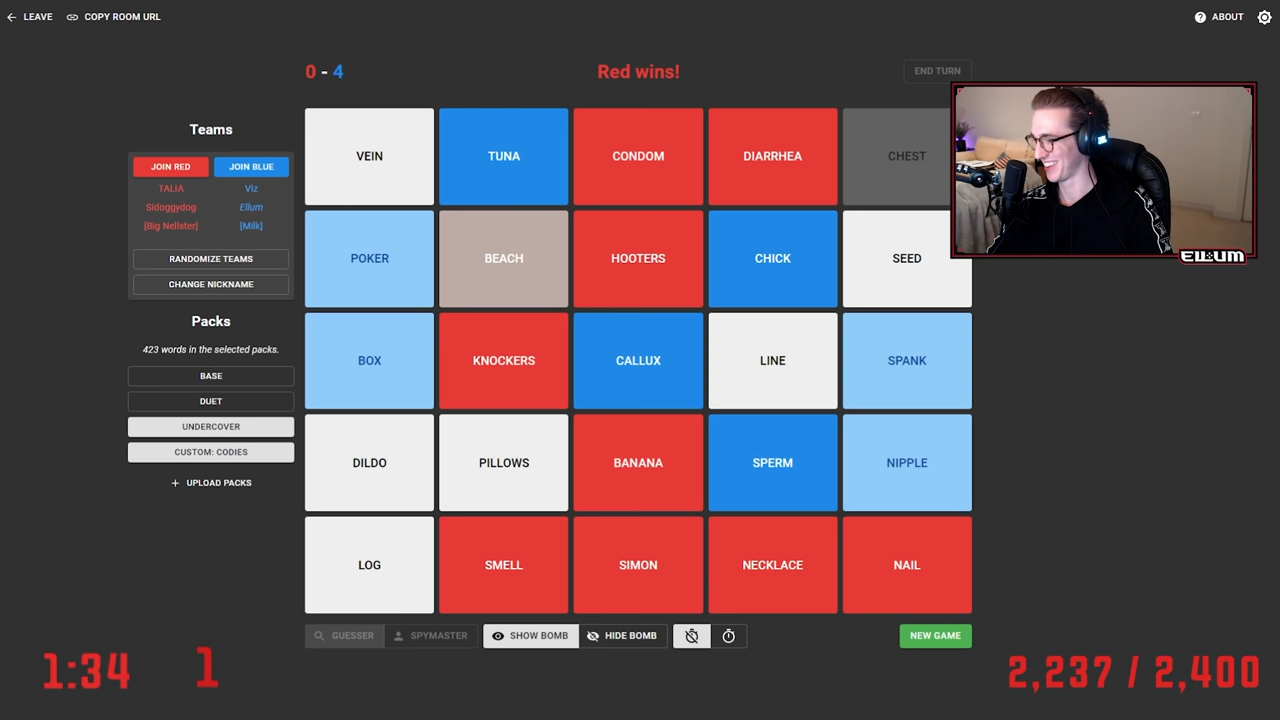 LEAVE COPY ROOM URL
ABOUT
0 - 4
Red wins!
END TURN
Teams
JOIN RED JOIN BLUE
TALIA Viz
Sidoggydog Ellum
[Big Nellster] [Milk]
RANDOMIZE TEAMS
CHANGE NICKNAME
Packs
423 words in the selected packs.
BASE
DUET
UNDERCOVER
CUSTOM: CODIES
+ UPLOAD PACKS
VEIN TUNA CONDOM DIARRHEA CHEST
POKER BEACH HOOTERS CHICK SEED
BOX KNOCKERS CALLUX LINE SPANK
DILDO PILLOWS BANANA SPERM NIPPLE
LOG SMELL SIMON NECKLACE NAIL
ELLUM
GUESSER SPYMASTER SHOW BOMB HIDE BOMB NEW GAME
1:34 1 2,237 / 2,400